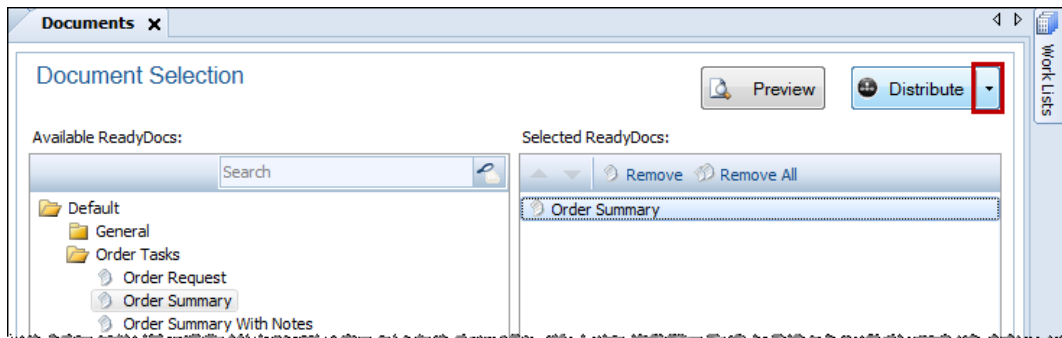 Documents
Work Lists
Document Selection
Preview
Distribute
Available ReadyDocs:
Selected ReadyDocs:
Search
Remove
Remove All
Default
General
Order Tasks
Order Request
Order Summary
Order Summary With Notes
Order Summary